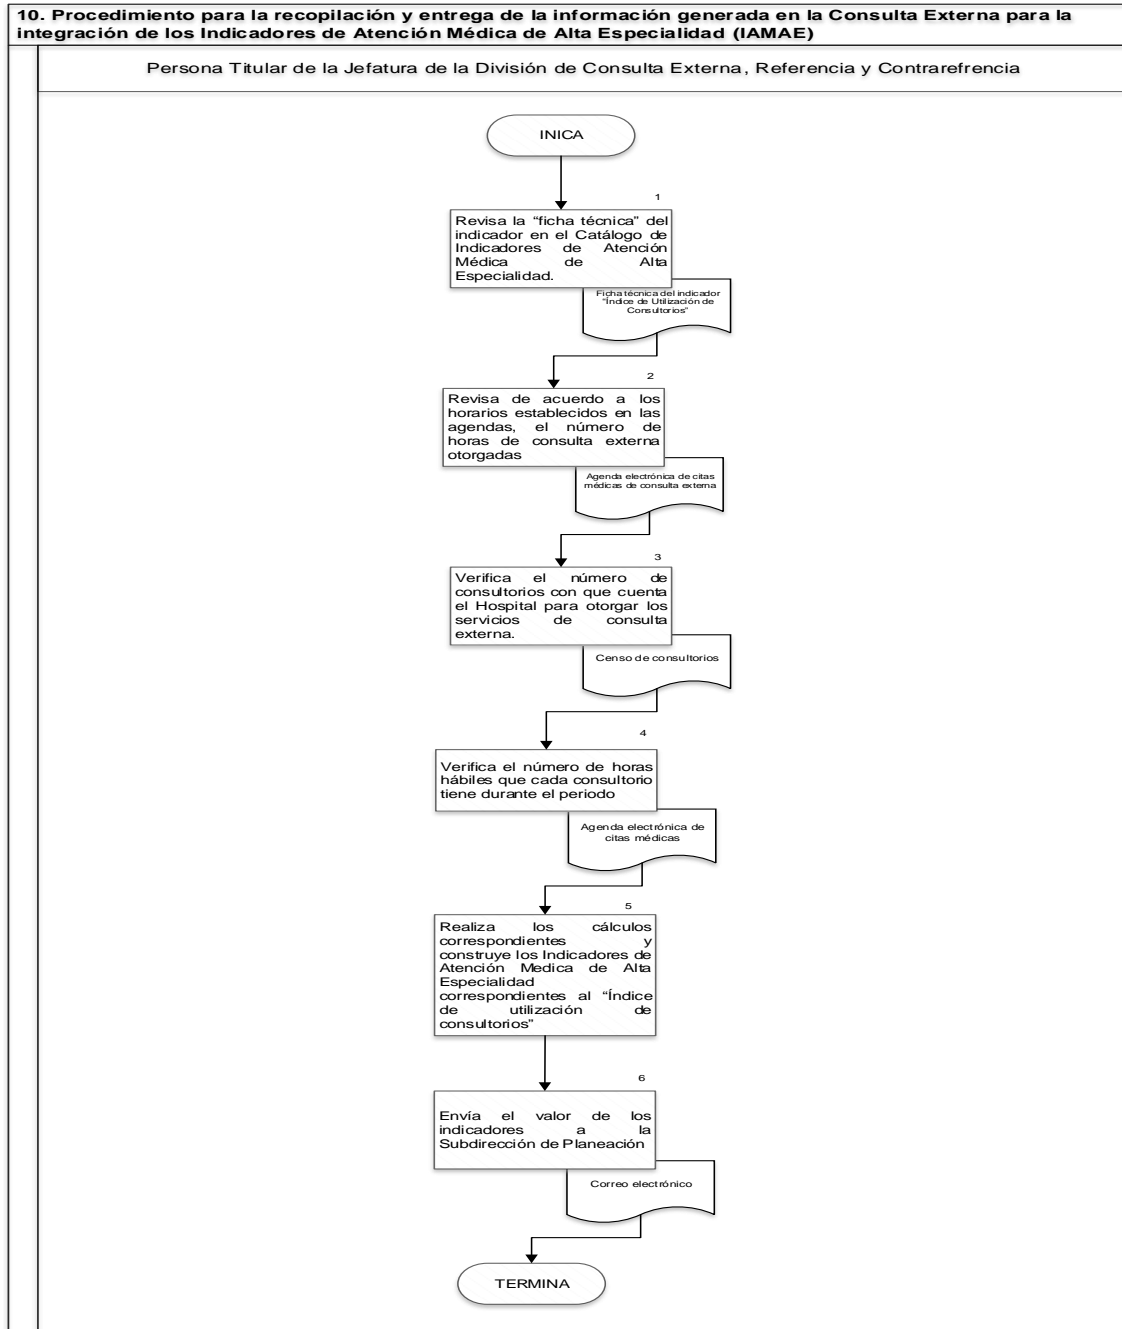 10. Procedimiento para la recopilación y entrega de la información generada en la Consulta Externa para la
integración de los Indicadores de Atención Médica de Alta Especialidad (IAMAE)
Persona Titular de la Jefatura de la División de Consulta Externa, Referencia y Contrarefrencia
INICA
1
Revisa la “ficha técnica” del
indicador en el Catálogo de
Indicadores de Atención
Médica de Alta
Especialidad.
Ficha técnica del indicador
“Índice de Utilización de
Consultorios”
2
Revisa de acuerdo a los
horarios establecidos en las
agendas, el número de
horas de consulta externa
otorgadas
Agenda electrónica de citas
médicas de consulta externa
3
Verifica el número de
consultorios con que cuenta
el Hospital para otorgar los
servicios de consulta
externa.
Censo de consultorios
4
Verifica el número de horas
hábiles que cada consultorio
tiene durante el periodo
Agenda electrónica de
citas médicas
5
Realiza los cálculos
correspondientes y
construye los Indicadores de
Atención Medica de Alta
Especialidad
correspondientes al “Índice
de utilización de
consultorios”
6
Envía el valor de los
indicadores a la
Subdirección de Planeación
Correo electrónico
TERMINA